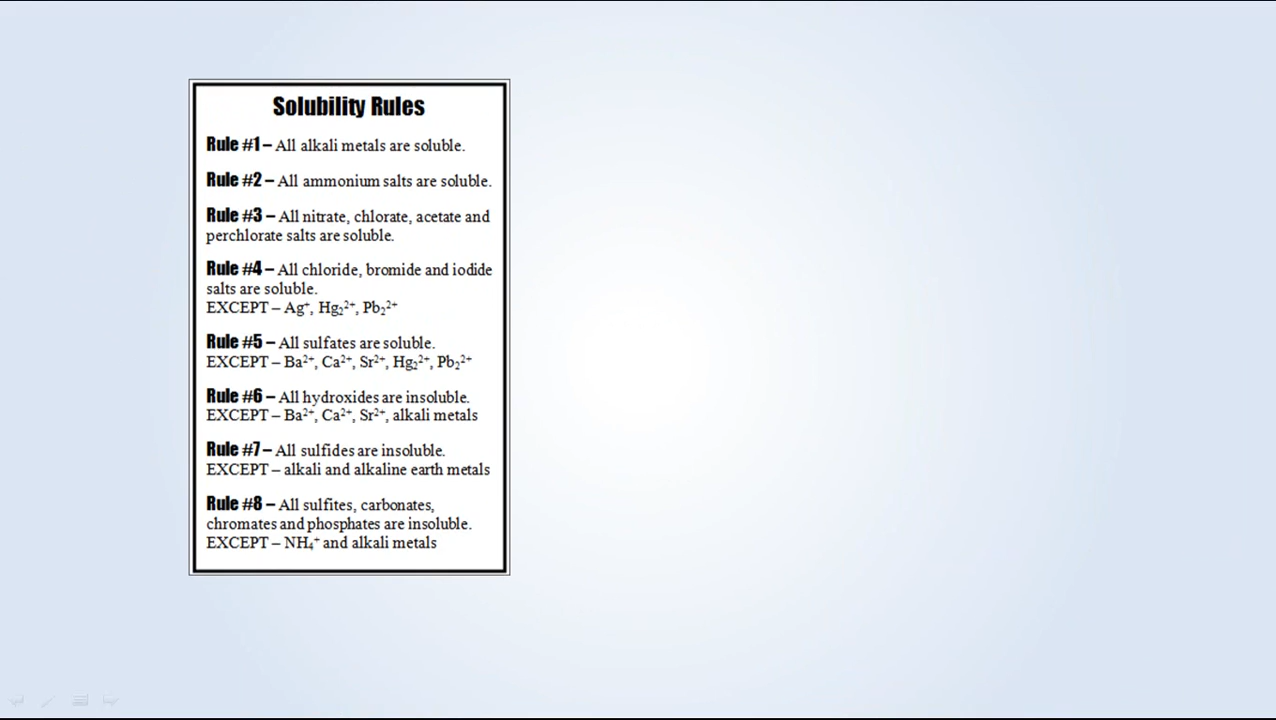 Solubility Rules
Rule #1 – All alkali metals are soluble.
Rule #2 – All ammonium salts are soluble.
Rule #3 – All nitrate, chlorate, acetate and
perchlorate salts are soluble.
Rule #4 – All chloride, bromide and iodide
salts are soluble.
EXCEPT – Ag⁺, Hg₂²⁺, Pb₂²⁺
Rule #5 – All sulfates are soluble.
EXCEPT – Ba²⁺, Ca²⁺, Sr²⁺, Hg₂²⁺, Pb₂²⁺
Rule #6 – All hydroxides are insoluble.
EXCEPT – Ba²⁺, Ca²⁺, Sr²⁺, alkali metals
Rule #7 – All sulfides are insoluble.
EXCEPT – alkali and alkaline earth metals
Rule #8 – All sulfites, carbonates,
chromates and phosphates are insoluble.
EXCEPT – NH₄⁺ and alkali metals